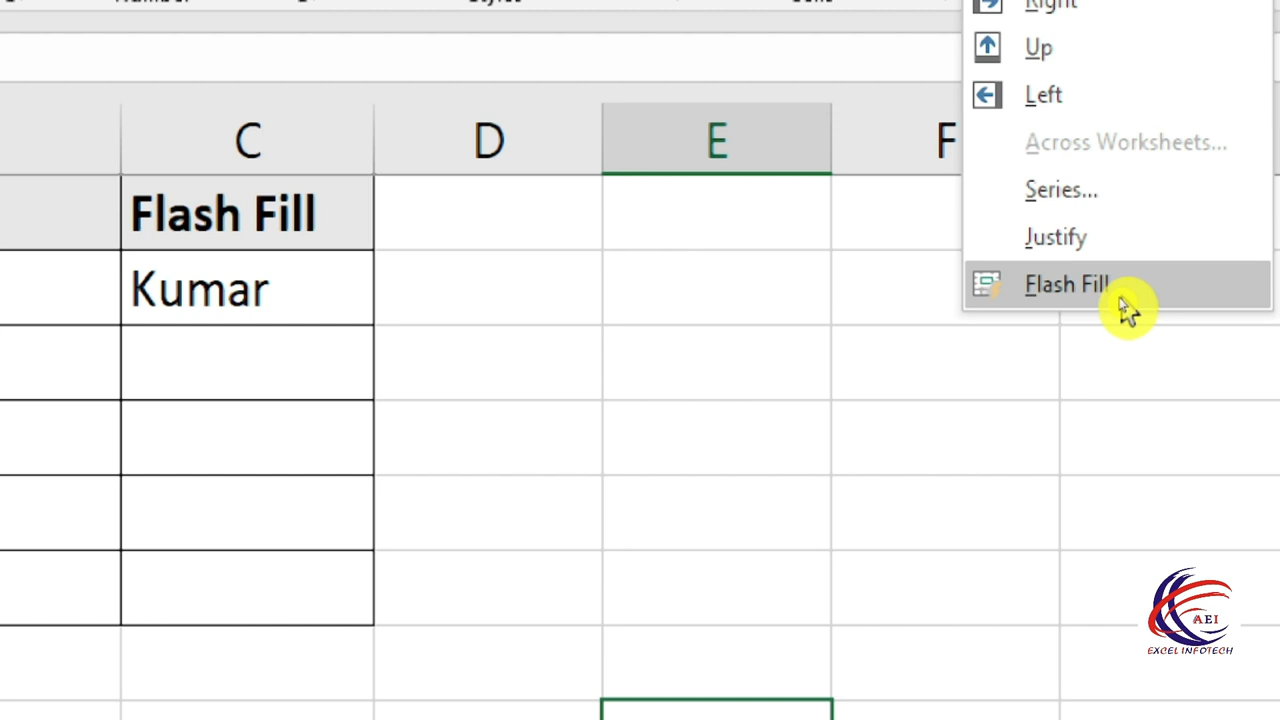 Right
Up
Left
Across Worksheets...
Series...
Justify
Flash Fill
C D E F
Flash Fill
Kumar
AEI
EXCEL INFOTECH